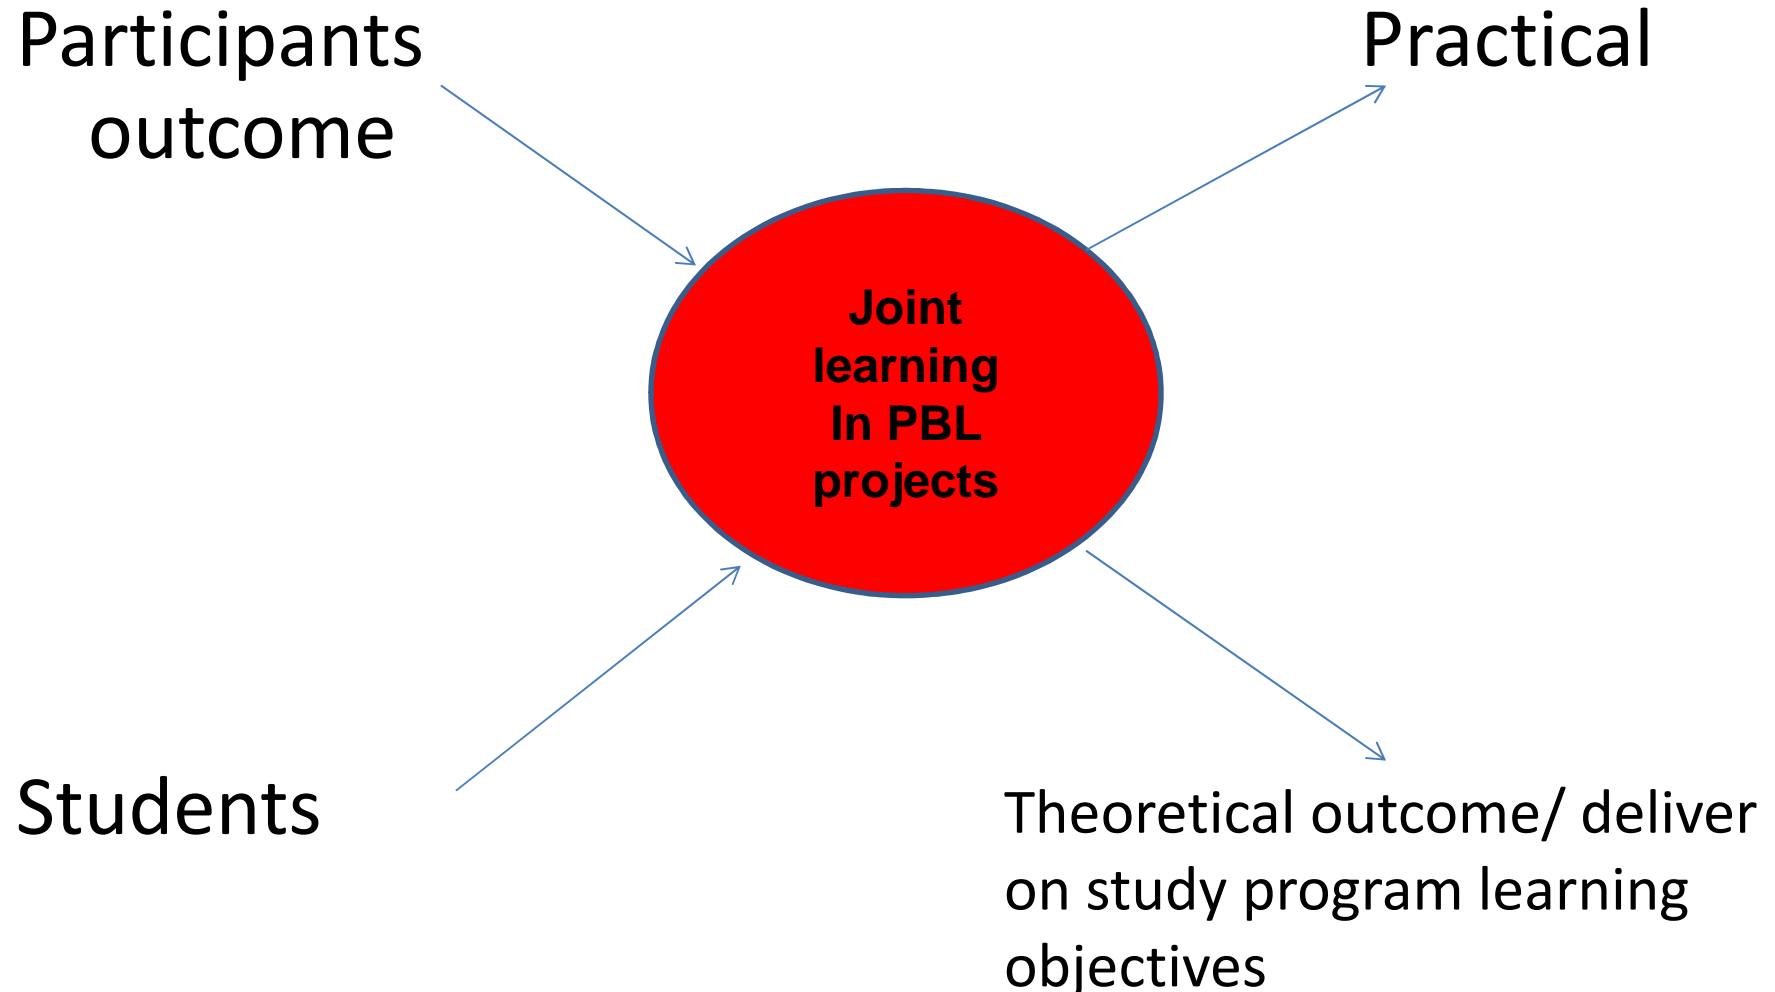 Participants
outcome
Practical
Joint
learning
In PBL
projects
Students
Theoretical outcome/ deliver
on study program learning
objectives